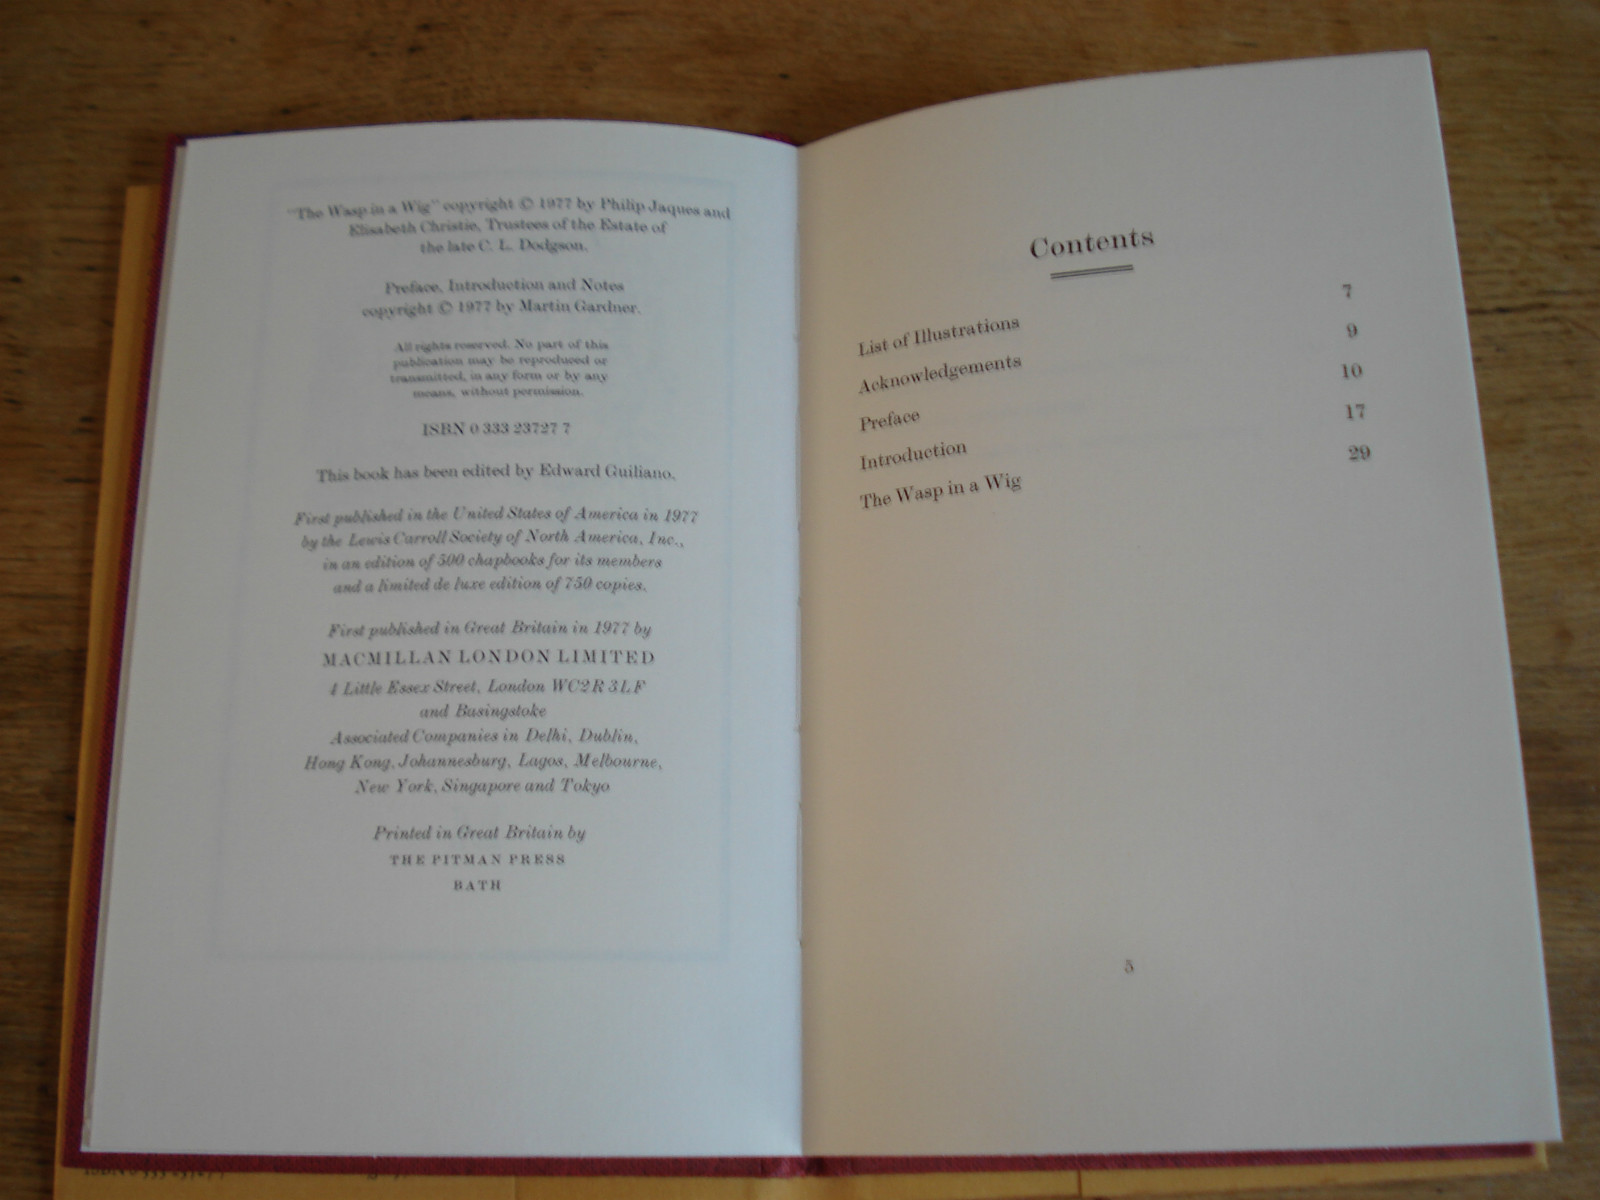 "The Wasp in a Wig" copyright © 1977 by Philip Jaques and
Elisabeth Christie, Trustees of the Estate of
the late C. L. Dodgson.
Preface, Introduction and Notes
copyright © 1977 by Martin Gardner.
All rights reserved. No part of this
publication may be reproduced or
transmitted, in any form or by any
means, without permission.
ISBN 0 333 23727 7
This book has been edited by Edward Guiliano.
First published in the United States of America in 1977
by the Lewis Carroll Society of North America, Inc.,
in an edition of 500 chapbooks for its members
and a limited de luxe edition of 750 copies.
First published in Great Britain in 1977 by
MACMILLAN LONDON LIMITED
4 Little Essex Street, London WC2R 3LF
and Basingstoke
Associated Companies in Delhi, Dublin,
Hong Kong, Johannesburg, Lagos, Melbourne,
New York, Singapore and Tokyo
Printed in Great Britain by
THE PITMAN PRESS
BATH
Contents
List of Illustrations 7
Acknowledgements 9
Preface 10
Introduction 17
The Wasp in a Wig 29
5